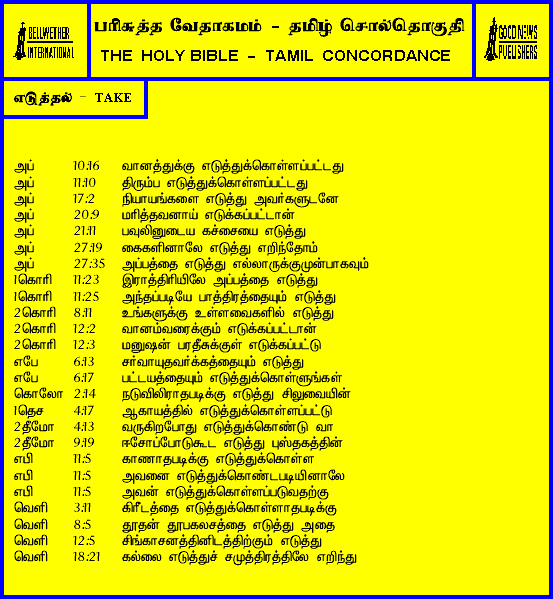 BELLWETHER INTERNATIONAL
பரிசுத்த வேதாகமம் - தமிழ் சொல்தொகுதி
THE HOLY BIBLE - TAMIL CONCORDANCE
GOOD NEWS PUBLISHERS
எடுத்தல் - TAKE
அப் 10:16 வானத்துக்கு எடுத்துக்கொள்ளப்பட்டது
அப் 11:10 திரும்ப எடுத்துக்கொள்ளப்பட்டது
அப் 17:2 நியாயங்களை எடுத்து அவர்களுடனே
அப் 20:9 மரித்தவனாய் எடுக்கப்பட்டான்
அப் 21:11 பவுலினுடைய கச்சையை எடுத்து
அப் 27:19 கைகளினாலே எடுத்து எறிந்தோம்
அப் 27:35 அப்பத்தை எடுத்து எல்லாருக்குமுன்பாகவும்
1கொரி 11:23 இராத்திரியிலே அப்பத்தை எடுத்து
1கொரி 11:25 அந்தப்படியே பாத்திரத்தையும் எடுத்து
2கொரி 8:11 உங்களுக்கு உள்ளவைகளில் எடுத்து
2கொரி 12:2 வானம்வரைக்கும் எடுக்கப்பட்டான்
2கொரி 12:3 மனுஷன் பரதீசுக்குள் எடுக்கப்பட்டு
எபே 6:13 சர்வாயுதவர்க்கத்தையும் எடுத்து
எபே 6:17 பட்டயத்தையும் எடுத்துக்கொள்ளுங்கள்
கொலோ 2:14 நடுவிலிராதபடிக்கு எடுத்து சிலுவையின்
1தெச 4:17 ஆகாயத்தில் எடுத்துக்கொள்ளப்பட்டு
2தீமோ 4:13 வருகிறபோது எடுத்துக்கொண்டு வா
2தீமோ 9:19 ஈசோப்போடுகூட எடுத்து புஸ்தகத்தின்
எபி 11:5 காணாதபடிக்கு எடுத்துக்கொள்ள
எபி 11:5 அவனை எடுத்துக்கொண்டபடியினாலே
எபி 11:5 அவன் எடுத்துக்கொள்ளப்படுவதற்கு
வெளி 3:11 கிரீடத்தை எடுத்துக்கொள்ளாதபடிக்கு
வெளி 8:5 தூதன் தூபகலசத்தை எடுத்து அதை
வெளி 12:5 சிங்காசனத்தினிடத்திற்கும் எடுத்து
வெளி 18:21 கல்லை எடுத்துச் சமுத்திரத்திலே எறிந்து